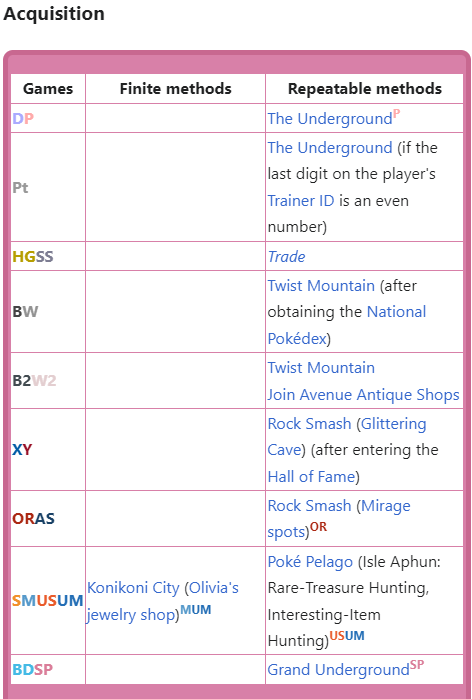 Acquisition
Games Finite methods Repeatable methods
DP The Underground^P
Pt The Underground (if the
last digit on the player's
Trainer ID is an even
number)
HGSS Trade
BW Twist Mountain (after
obtaining the National
Pokédex)
B2W2 Twist Mountain
Join Avenue Antique Shops
XY Rock Smash (Glittering
Cave) (after entering the
Hall of Fame)
ORAS Rock Smash (Mirage
spots)^OR
SMUSUM Konikoni City (Olivia's
jewelry shop)^MUM
Poké Pelago (Isle Aphun:
Rare-Treasure Hunting,
Interesting-Item
Hunting)^USUM
BDSP Grand Underground^SP